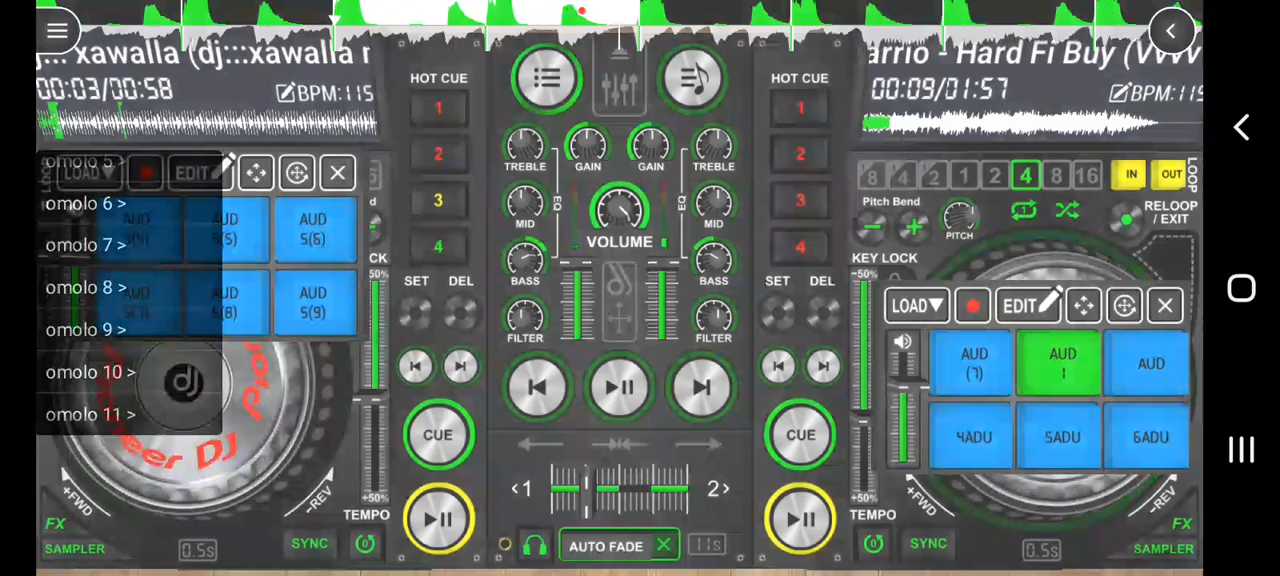 xawalla (dj:::xawalla r
arrio - Hard Fi Buy (VVVV
00:03/00:58
BPM:115
00:09/01:57
BPM:115
HOT CUE
1
2
3
4
SET
DEL
HOT CUE
1
2
3
4
SET
DEL
TREBLE
GAIN
GAIN
TREBLE
MID
EQ
VOLUME
EQ
MID
BASS
BASS
FILTER
FILTER
LOAD▼
EDIT
omolo 5 >
omolo 6 >
omolo 7 >
omolo 8 >
omolo 9 >
omolo 10 >
omolo 11 >
AUD
5(5)
AUD
5(6)
AUD
5(8)
AUD
5(9)
dj
neer DJ
+FWD
-REV
FX
SAMPLER
0.5s
SYNC
50%
+50%
TEMPO
CUE
<1
2>
AUTO FADE
11s
CUE
/8
/4
/2
1
2
4
8
16
IN
OUT
LOOP
Pitch Bend
PITCH
RELOOP
/ EXIT
KEY LOCK
-50%
LOAD▼
EDIT
AUD
(7)
AUD
1
AUD
4ADU
5ADU
6ADU
+50%
TEMPO
+FWD
-REV
SYNC
0.5s
FX
SAMPLER